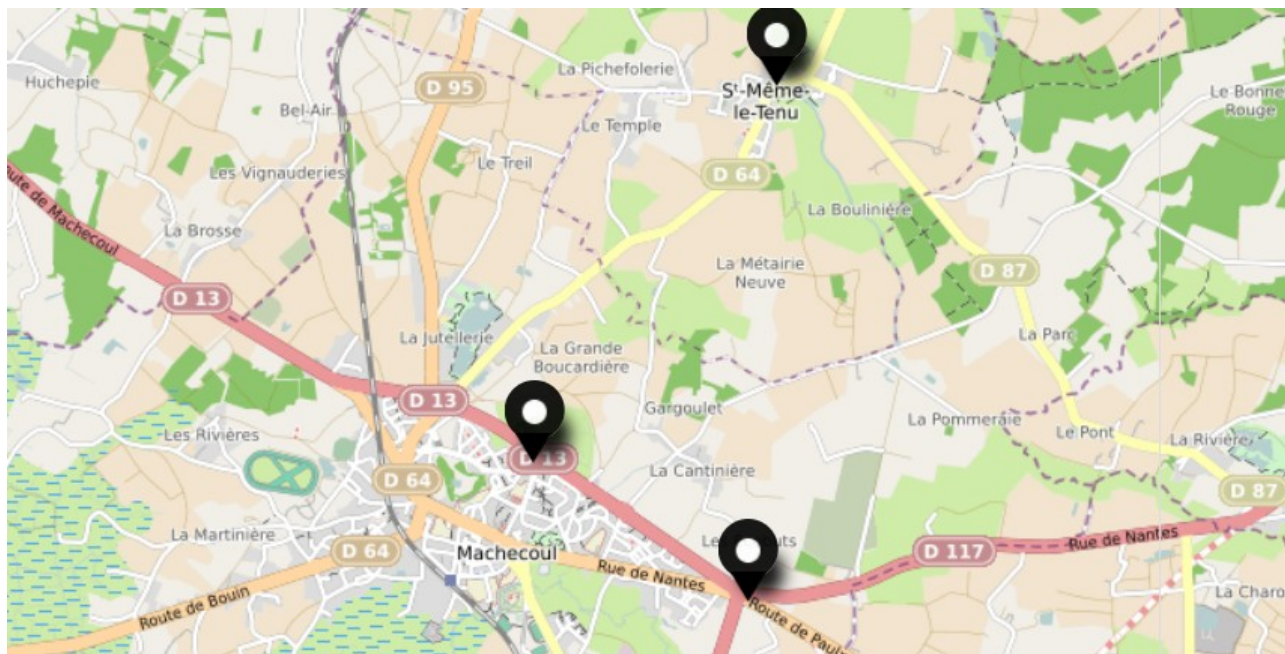 Huchepie
La Pichefolerie
D 95
Sᵗ-Même-
le-Tenu
Le Bonne
Rouge
Bel-Air
Le Temple
Le Treil
Les Vignauderies
D 64
La Boulinière
Route de Machecoul
La Brosse
La Métairie
Neuve
D 87
D 13
La Jutellerie
La Grande
Boucardière
La Parc
D 13
Gargoulet
La Pommeraie
Les Rivières
Le Pont
La Rivière
D 13
La Cantinière
D 64
D 87
La Martinière
D 64
Machecoul
D 117
Rue de Nantes
Rue de Nantes
Route de Bouin
Route de Paulx
La Charo